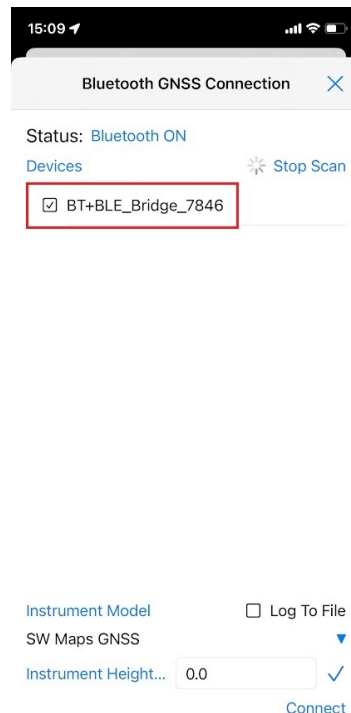 15:09
Bluetooth GNSS Connection
Status: Bluetooth ON
Devices Stop Scan
BT+BLE_Bridge_7846
Instrument Model Log To File
SW Maps GNSS
Instrument Height... 0.0
Connect